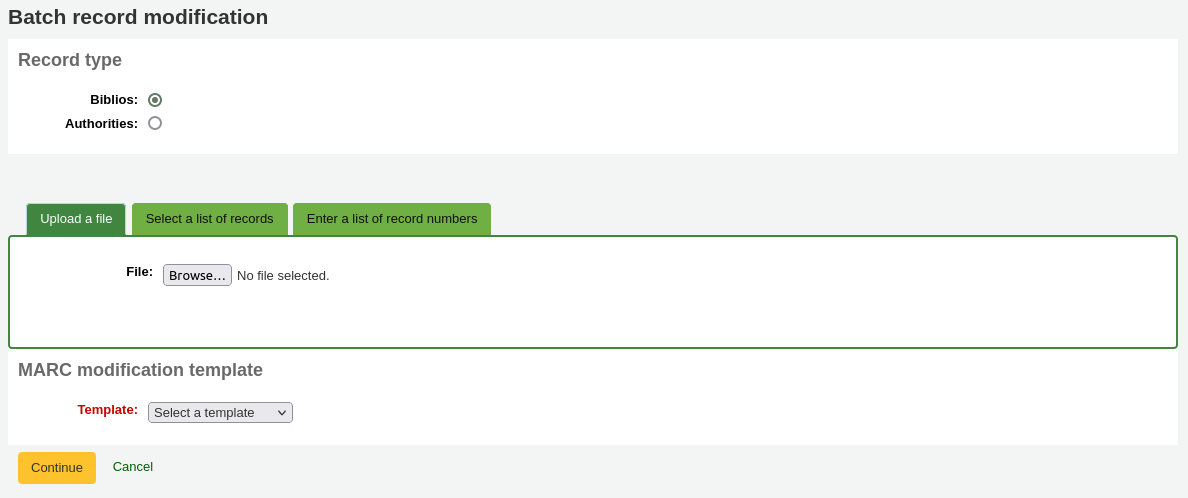 Batch record modification
Record type
Biblios:
Authorities:
Upload a file Select a list of records Enter a list of record numbers
File: Browse... No file selected.
MARC modification template
Template: Select a template
Continue Cancel